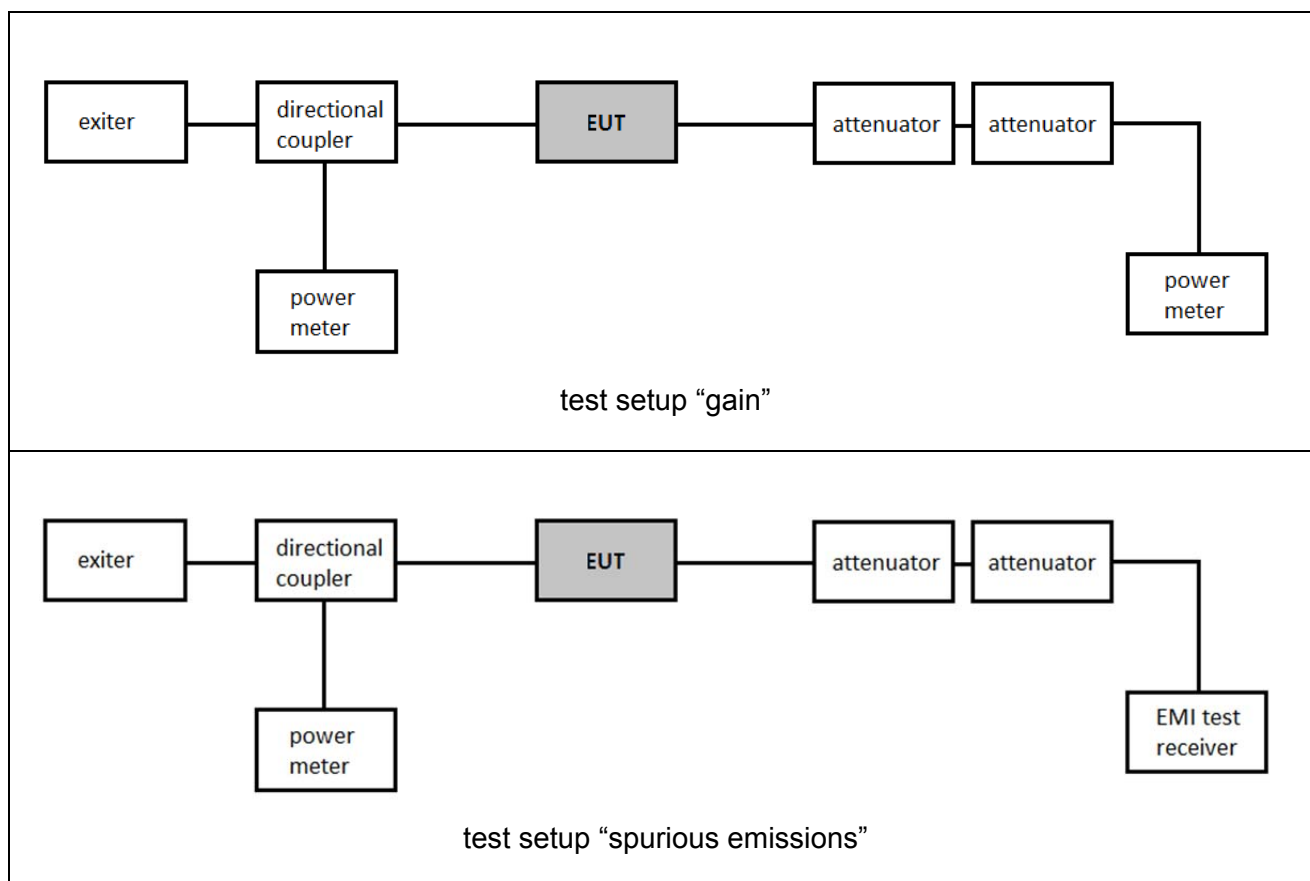 exiter
directional
coupler
EUT
attenuator
attenuator
power
meter
power
meter
test setup “gain”
exiter
directional
coupler
EUT
attenuator
attenuator
power
meter
EMI test
receiver
test setup “spurious emissions”